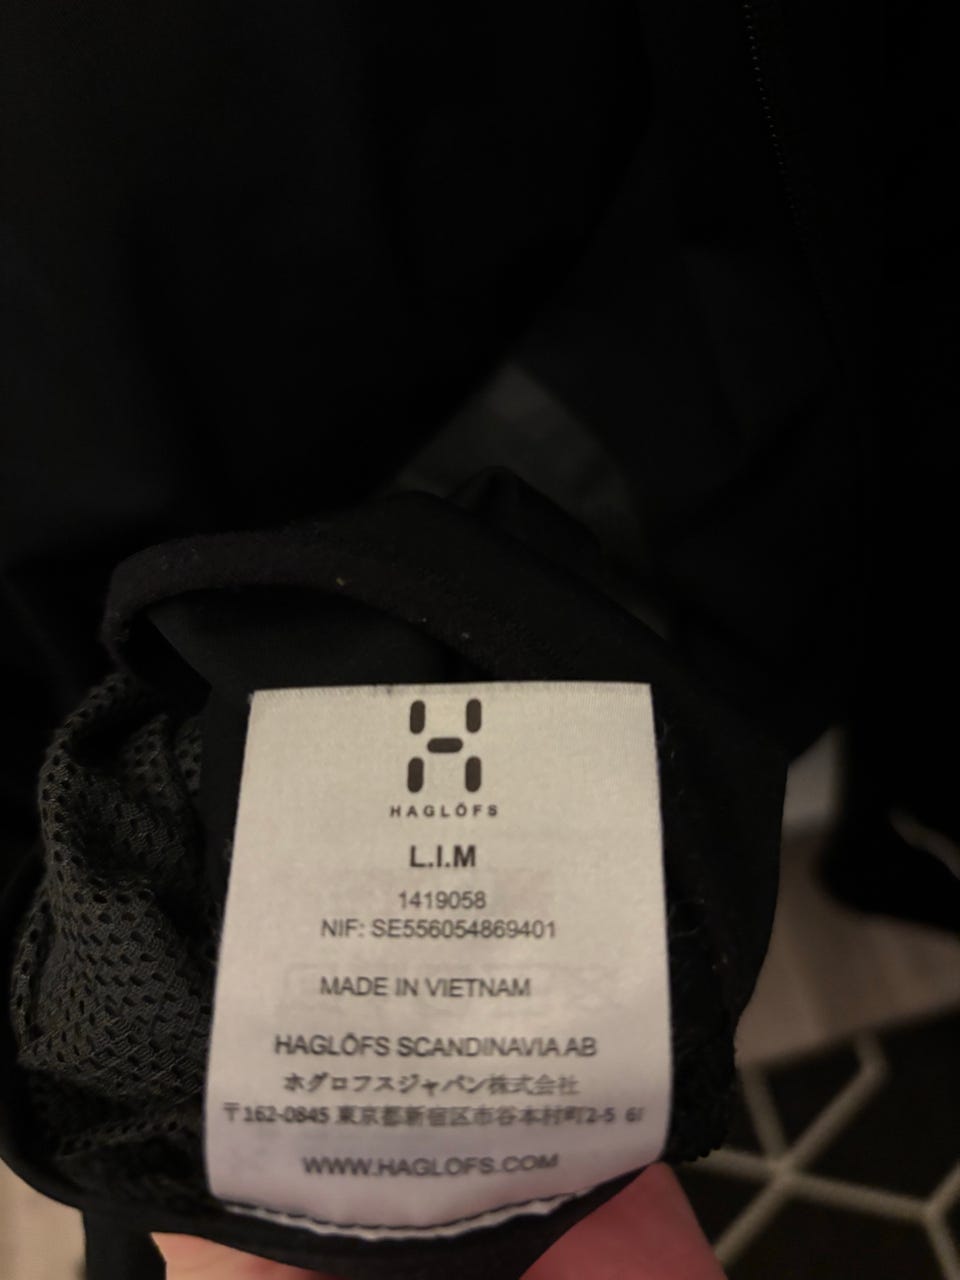 HAGLÖFS
L.I.M
1419058
NIF: SE556054869401
MADE IN VIETNAM
HAGLÖFS SCANDINAVIA AB
ホグロフスジャパン株式会社
〒162-0845 東京都新宿区市谷本村町2-5 6F
WWW.HAGLOFS.COM